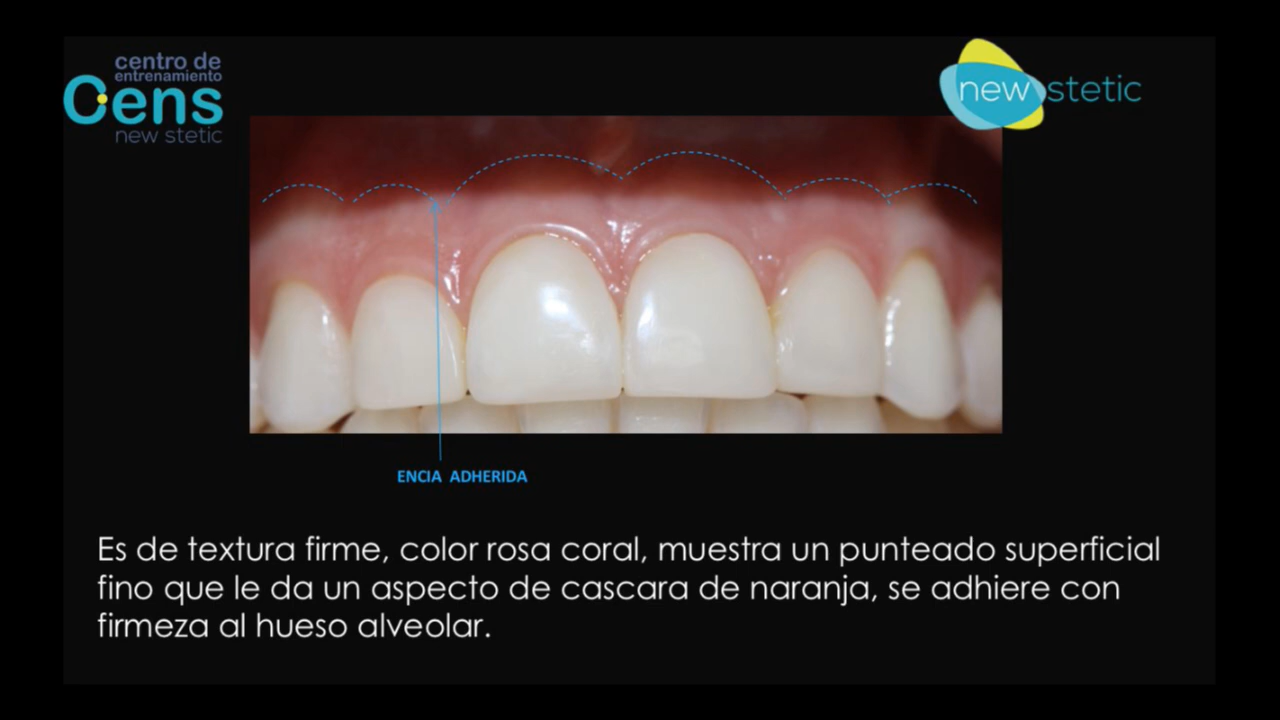 centro de
entrenamiento
Cens
new stetic
new stetic
ENCIA ADHERIDA
Es de textura firme, color rosa coral, muestra un punteado superficial
fino que le da un aspecto de cascara de naranja, se adhiere con
firmeza al hueso alveolar.